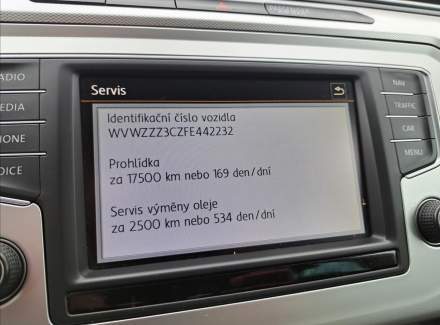 Servis
Identifikační číslo vozidla
WVWZZZ3CZFE442232
Prohlídka
za 17500 km nebo 169 den/dní
Servis výměny oleje
za 2500 km nebo 534 den/dní
ADIO
EDIA
HONE
OICE
NAV
TRAFFIC
CAR
MENU